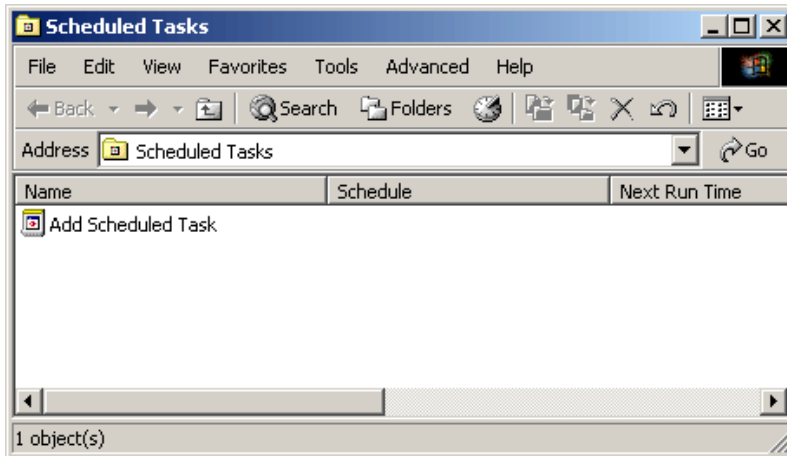 Scheduled Tasks
File Edit View Favorites Tools Advanced Help
Back Search Folders
Address Scheduled Tasks Go
Name Schedule Next Run Time
Add Scheduled Task
1 object(s)